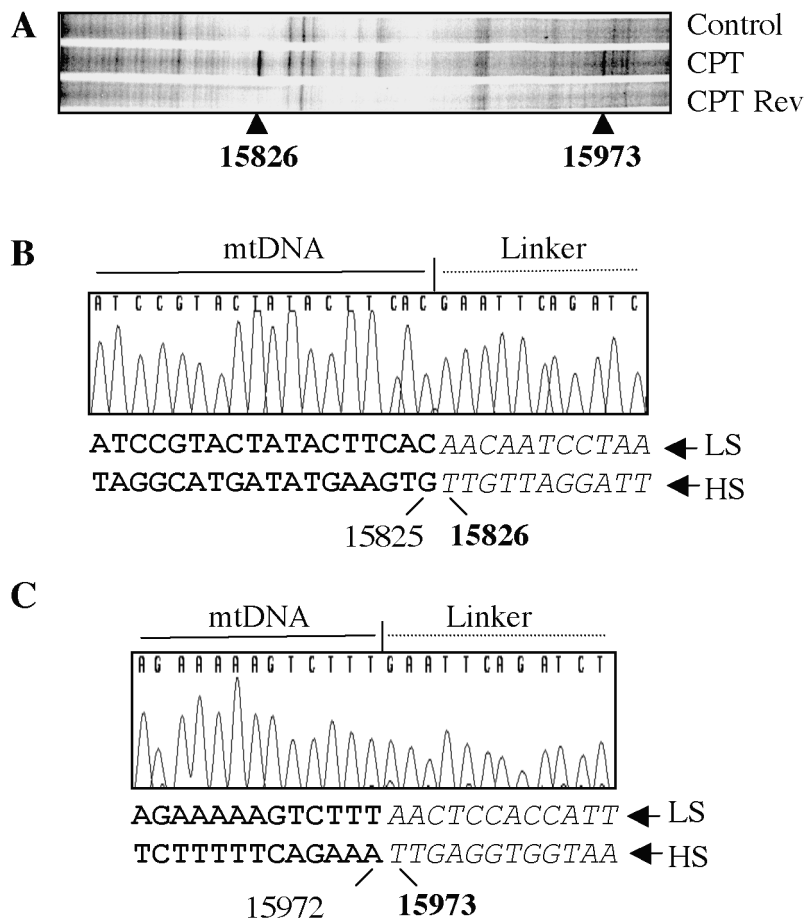 A
Control
CPT
CPT Rev
15826 15973
B
mtDNA Linker
A T C C G T A C T A T A C T T C A C G A A T T C A G A T C
ATCCGTACTATACTTCAC AACAATCCTAA LS
TAGGCATGATATGAAGTG TTGTTAGGATT HS
15825 15826
C
mtDNA Linker
A G A A A A A G T C T T T G A A T T C A G A T C T
AGAAAAAGTCTTT AACTCCACCATT LS
TCTTTTTCAGAAA TTGAGGTGGTAA HS
15972 15973